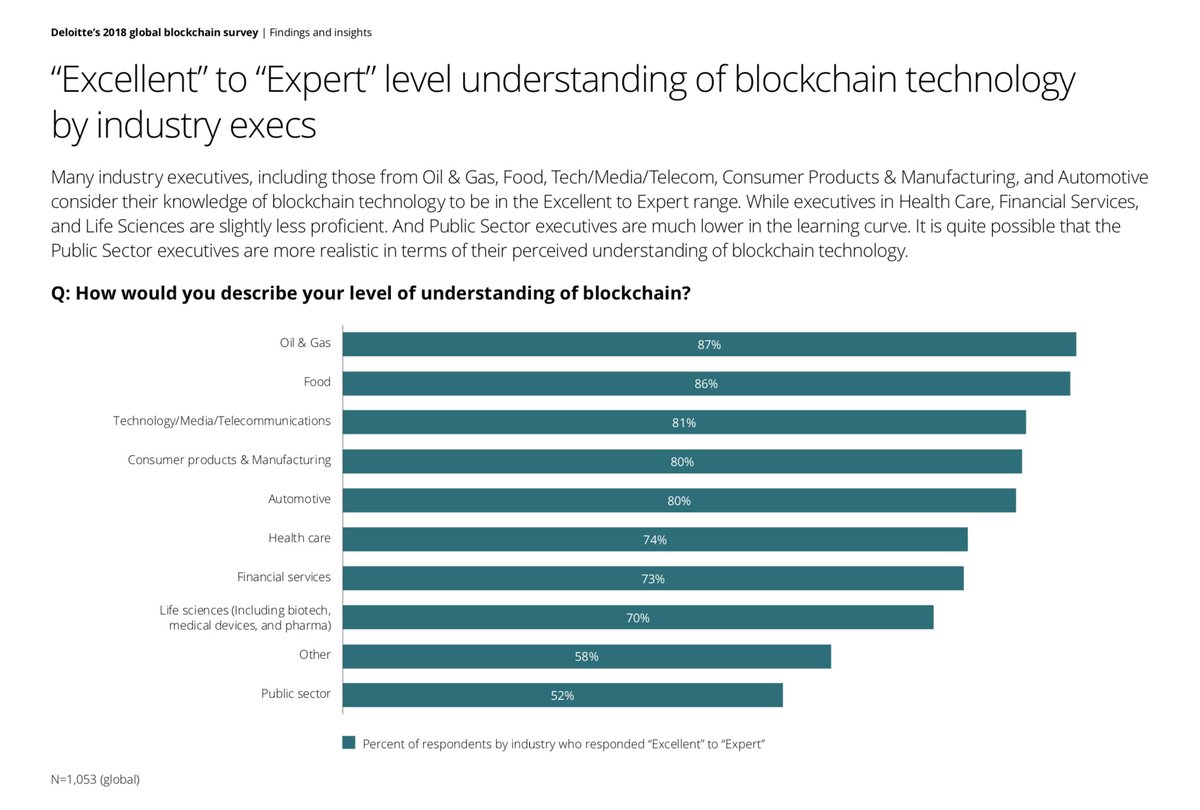 Deloitte’s 2018 global blockchain survey | Findings and insights
“Excellent” to “Expert” level understanding of blockchain technology
by industry execs
Many industry executives, including those from Oil & Gas, Food, Tech/Media/Telecom, Consumer Products & Manufacturing, and Automotive
consider their knowledge of blockchain technology to be in the Excellent to Expert range. While executives in Health Care, Financial Services,
and Life Sciences are slightly less proficient. And Public Sector executives are much lower in the learning curve. It is quite possible that the
Public Sector executives are more realistic in terms of their perceived understanding of blockchain technology.
Q: How would you describe your level of understanding of blockchain?
Oil & Gas 87%
Food 86%
Technology/Media/Telecommunications 81%
Consumer products & Manufacturing 80%
Automotive 80%
Health care 74%
Financial services 73%
Life sciences (Including biotech,
medical devices, and pharma) 70%
Other 58%
Public sector 52%
Percent of respondents by industry who responded “Excellent” to “Expert”
N=1,053 (global)